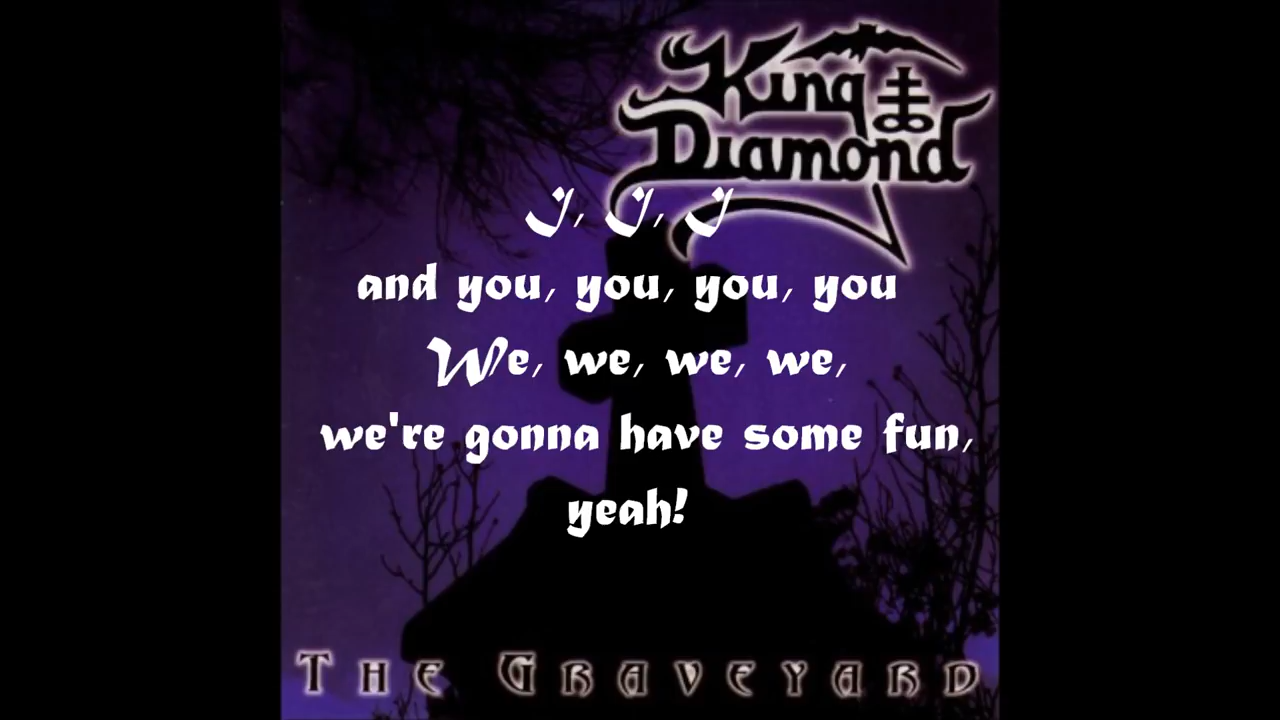 King
Diamond
I, I, I
and you, you, you, you
We, we, we, we,
we're gonna have some fun,
yeah!
The Graveyard